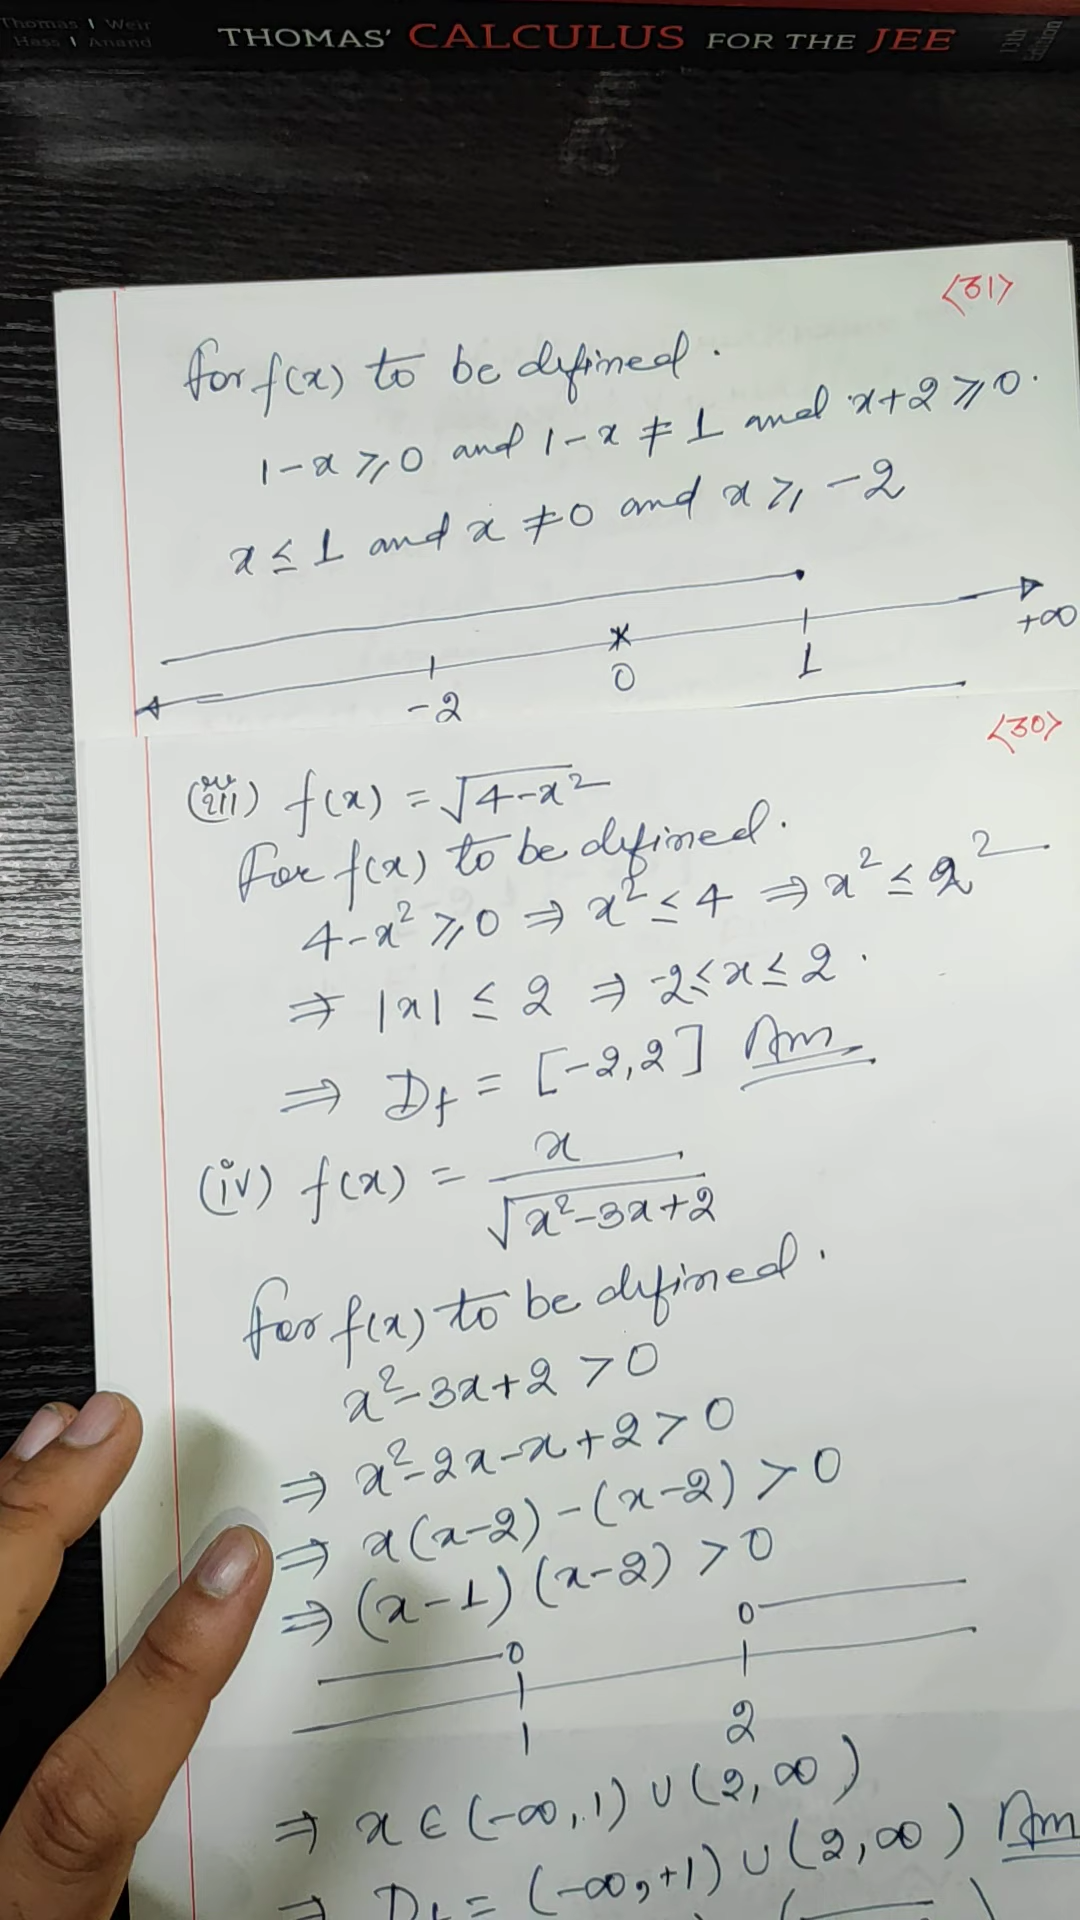 Thomas | Weir
Hass | Anand
THOMAS' CALCULUS FOR THE JEE
13th Edition
<31>
for f(x) to be defined.
1-x ⩾ 0 and 1-x ≠ 1 and x+2 ⩾ 0.
x ≤ 1 and x ≠ 0 and x ⩾ -2
-2 0 1 +∞
<30>
(iii) f(x) = √4-x²
For f(x) to be defined.
4-x² ⩾ 0 ⇒ x² ≤ 4 ⇒ x² ≤ 2²
⇒ |x| ≤ 2 ⇒ -2 ≤ x ≤ 2.
⇒ Df = [-2,2] Ans
(iv) f(x) = x / √x²-3x+2
for f(x) to be defined.
x²-3x+2 > 0
⇒ x²-2x-x+2 > 0
⇒ x(x-2)-(x-2) > 0
⇒ (x-1)(x-2) > 0
1 2
⇒ x ∈ (-∞,1) ∪ (2,∞)
⇒ Df = (-∞,+1) ∪ (2,∞) Ans